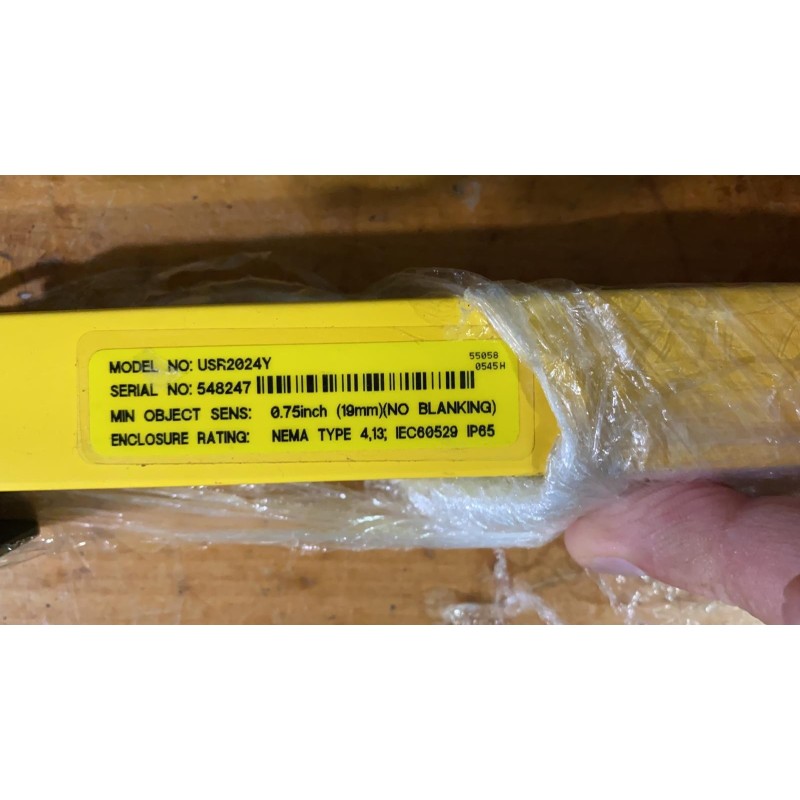 MODEL NO: USR2024Y
55058
0545H
SERIAL NO: 548247
MIN OBJECT SENS: 0.75inch (19mm)(NO BLANKING)
ENCLOSURE RATING: NEMA TYPE 4,13; IEC60529 IP65